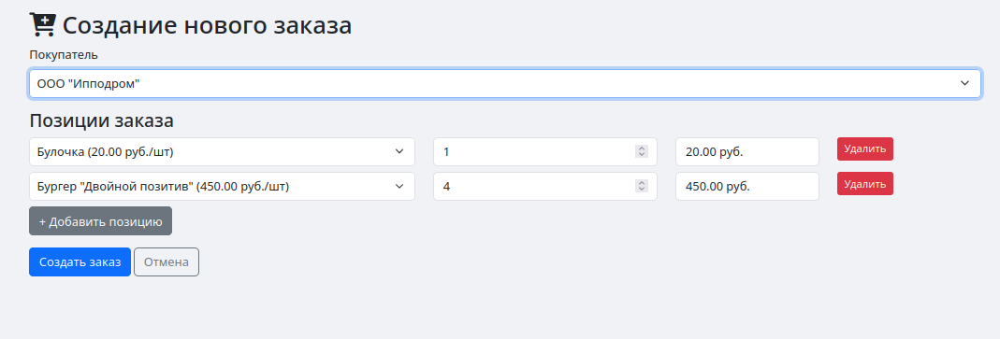 Создание нового заказа
Покупатель
ООО "Ипподром"
Позиции заказа
Булочка (20.00 руб./шт) 1 20.00 руб. Удалить
Бургер "Двойной позитив" (450.00 руб./шт) 4 450.00 руб. Удалить
+ Добавить позицию
Создать заказ Отмена